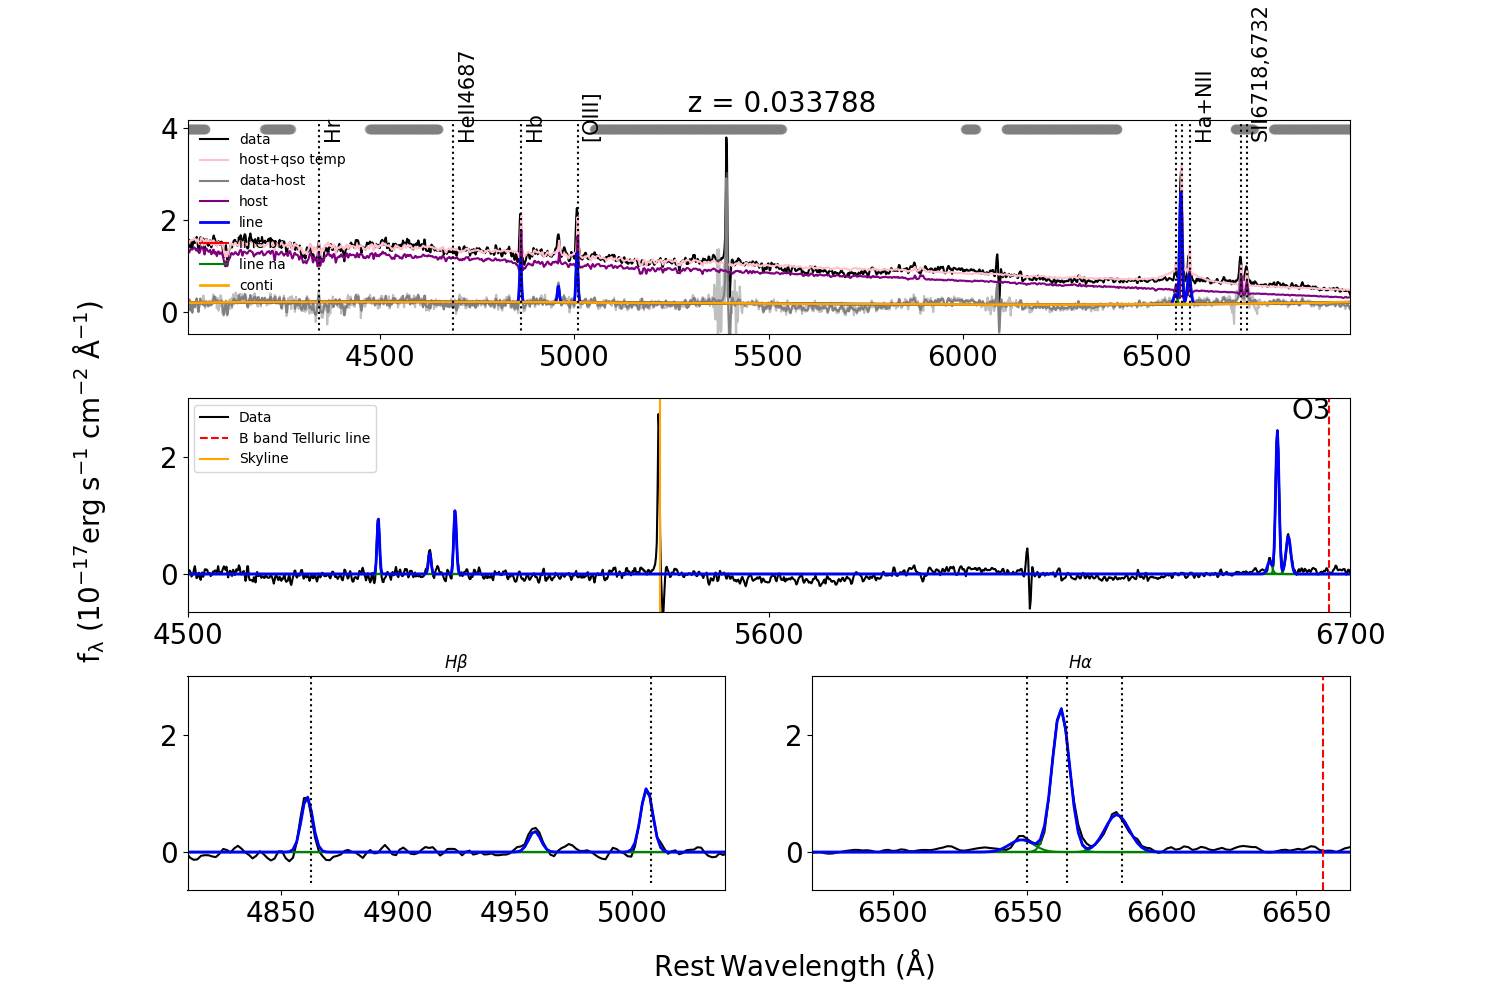 z = 0.033788
Hr
HeII4687
Hb
[OIII]
Ha+NII
SII6718,6732
data
host+qso temp
data-host
host
line
line br
line na
conti
4
2
0
4500
5000
5500
6000
6500
fλ (10⁻¹⁷erg s⁻¹ cm⁻² Å⁻¹)
Data
B band Telluric line
Skyline
O3
2
0
4500
5600
6700
Hβ
2
0
4850
4900
4950
5000
Hα
2
0
6500
6550
6600
6650
Rest Wavelength (Å)